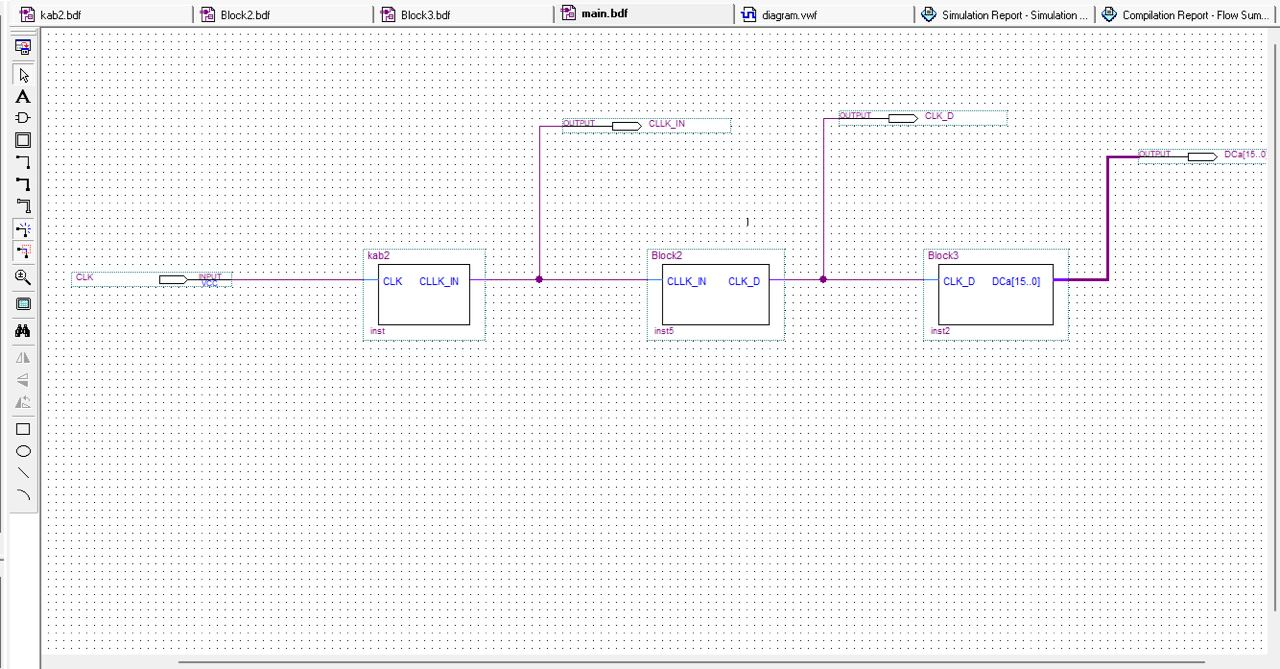 kab2.bdf
Block2.bdf
Block3.bdf
main.bdf
diagram.vwf
Simulation Report - Simulation ...
Compilation Report - Flow Sum...
OUTPUT CLK_D
OUTPUT CLLK_IN
OUTPUT DCa[15..0
kab2
Block2
Block3
CLK INPUT
VCC
CLK CLLK_IN
CLLK_IN CLK_D
CLK_D DCa[15..0]
inst
inst5
inst2